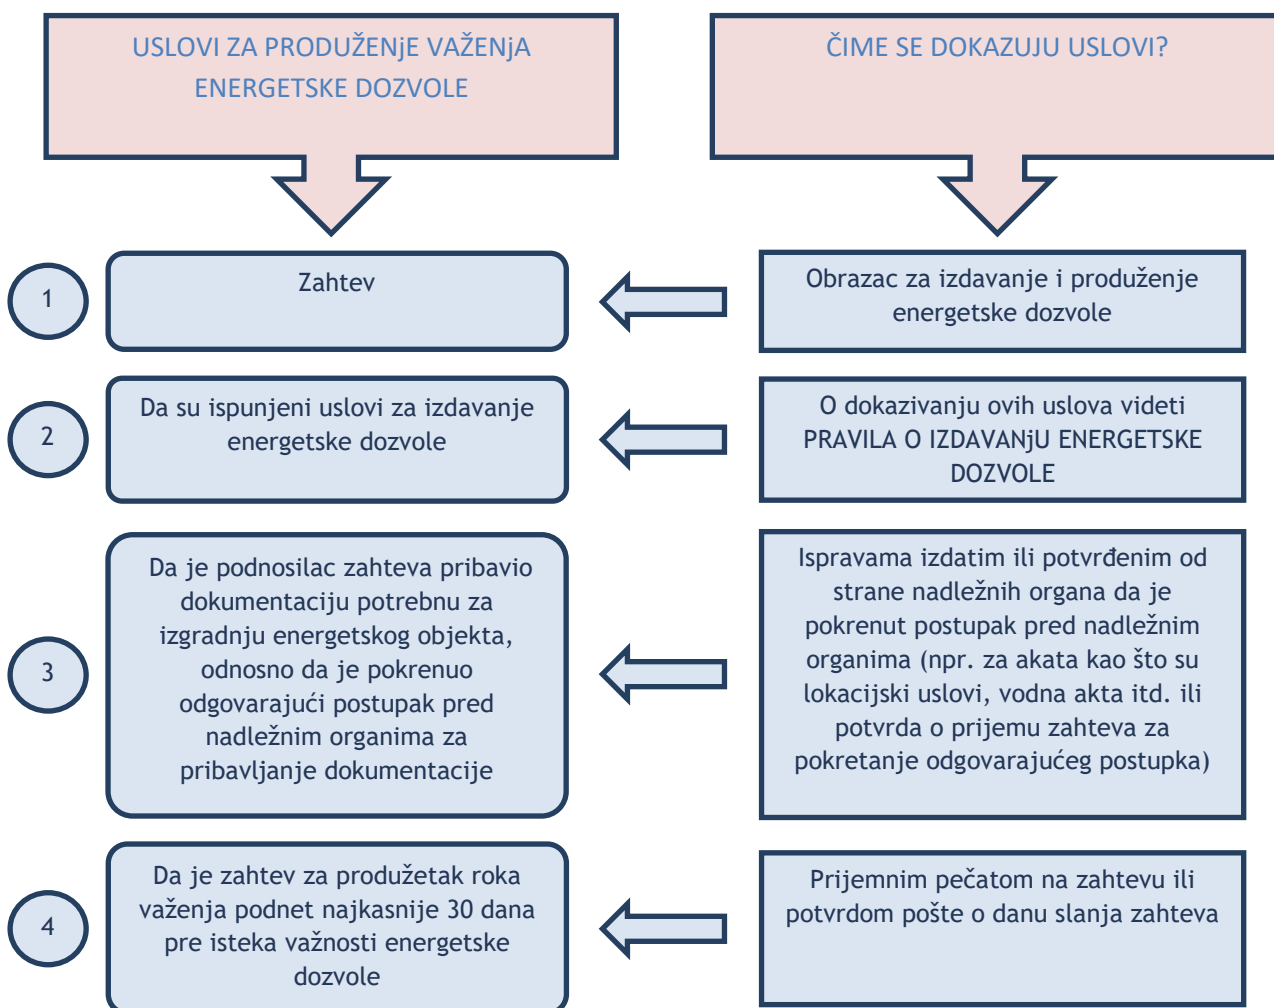 USLOVI ZA PRODUŽENjE VAŽENjA
ENERGETSKE DOZVOLE
ČIME SE DOKAZUJU USLOVI?
1
Zahtev
Obrazac za izdavanje i produženje
energetske dozvole
2
Da su ispunjeni uslovi za izdavanje
energetske dozvole
O dokazivanju ovih uslova videti
PRAVILA O IZDAVANjU ENERGETSKE
DOZVOLE
3
Da je podnosilac zahteva pribavio
dokumentaciju potrebnu za
izgradnju energetskog objekta,
odnosno da je pokrenuo
odgovarajući postupak pred
nadležnim organima za
pribavljanje dokumentacije
Ispravama izdatim ili potvrđenim od
strane nadležnih organa da je
pokrenut postupak pred nadležnim
organima (npr. za akata kao što su
lokacijski uslovi, vodna akta itd. ili
potvrda o prijemu zahteva za
pokretanje odgovarajućeg postupka)
4
Da je zahtev za produžetak roka
važenja podnet najkasnije 30 dana
pre isteka važnosti energetske
dozvole
Prijemnim pečatom na zahtevu ili
potvrdom pošte o danu slanja zahteva